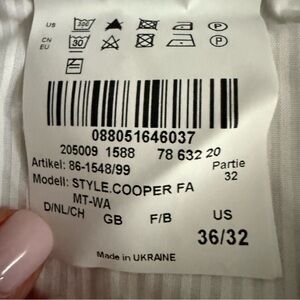 US
CN
EU
30
088051646037
205009 1588 78 632 20
Artikel: 86-1548/99 Partie
32
Modell: STYLE.COOPER FA
MT-WA
D/NL/CH GB F/B US
36/32
Made in UKRAINE